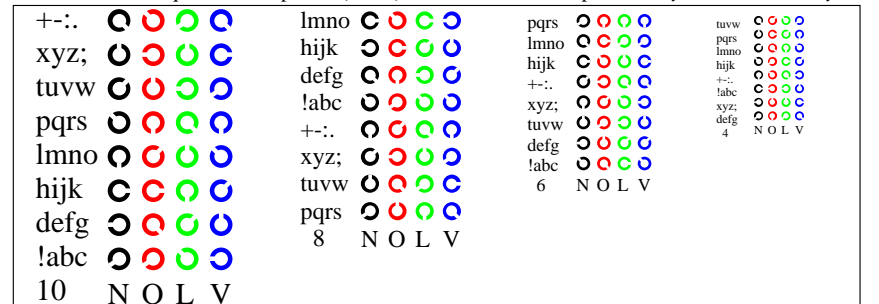 +-:.
xyz;
tuvw
pqrs
lmno
hijk
defg
!abc
10 N O L V
lmno
hijk
defg
!abc
+-:.
xyz;
tuvw
pqrs
8 N O L V
pqrs
lmno
hijk
+-:.
xyz;
tuvw
defg
!abc
6 N O L V
tuvw
pqrs
lmno
hijk
+-:.
!abc
xyz;
defg
4 N O L V